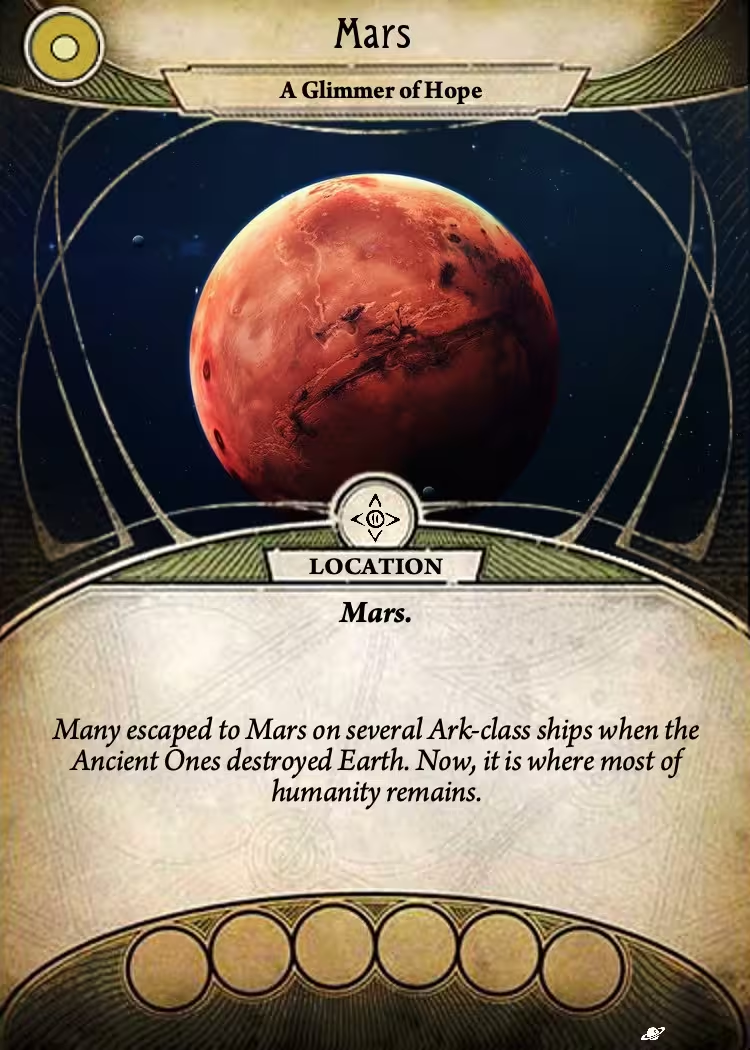 Mars
A Glimmer of Hope
LOCATION
Mars.
Many escaped to Mars on several Ark-class ships when the
Ancient Ones destroyed Earth. Now, it is where most of
humanity remains.